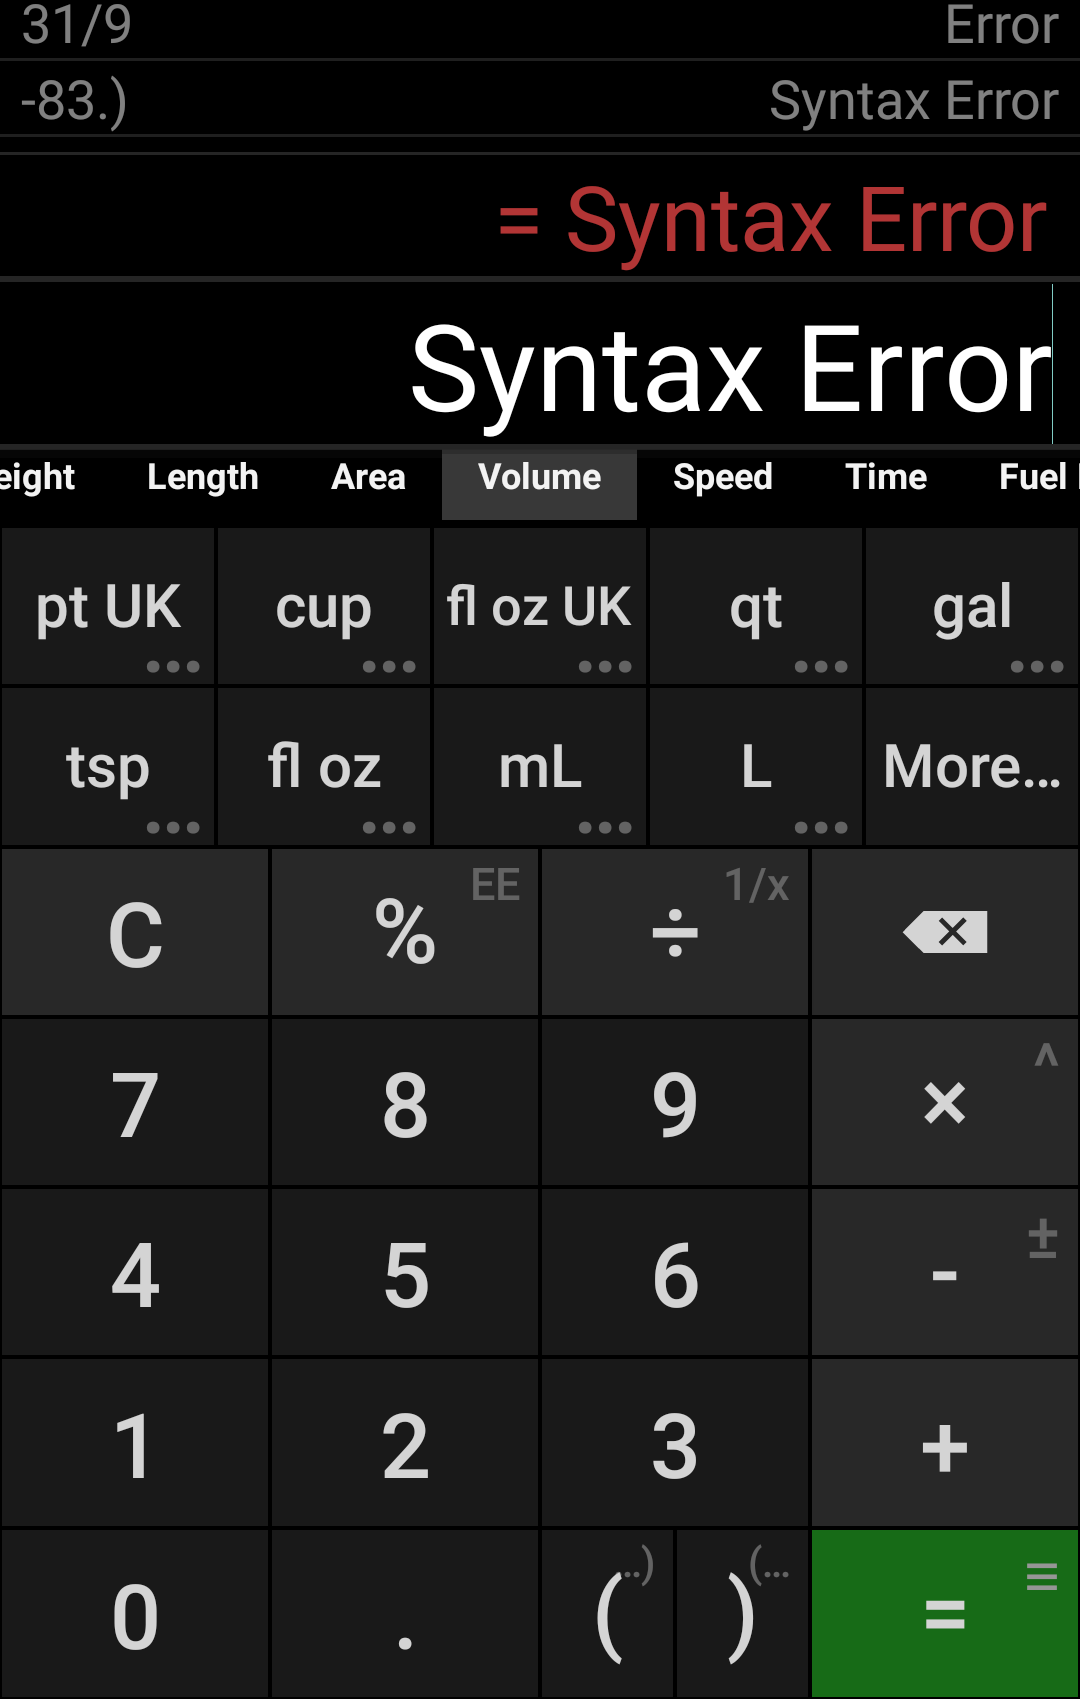 31/9 Error
-83.) Syntax Error
= Syntax Error
Syntax Error
eight Length Area Volume Speed Time Fuel
pt UK cup fl oz UK qt gal
tsp fl oz mL L More...
C % EE ÷ 1/x
7 8 9 × ^
4 5 6 - ±
1 2 3 +
0 . ( ..) ) (... = ≡